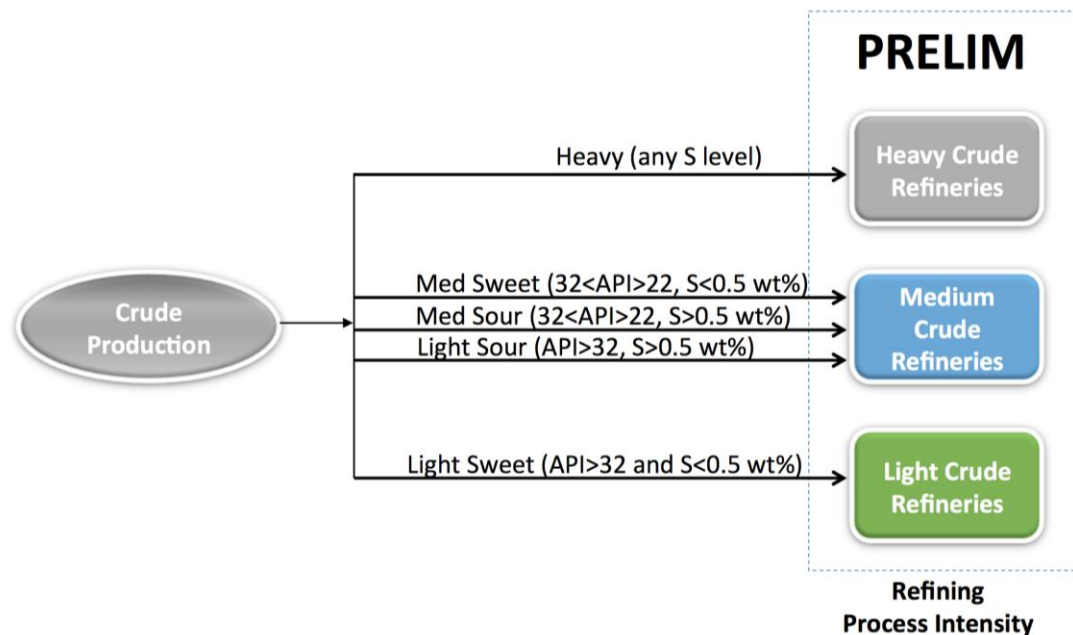 PRELIM
Heavy (any S level)
Heavy Crude
Refineries
Crude
Production
Med Sweet (32<API>22, S<0.5 wt%)
Med Sour (32<API>22, S>0.5 wt%)
Light Sour (API>32, S>0.5 wt%)
Medium
Crude
Refineries
Light Sweet (API>32 and S<0.5 wt%)
Light Crude
Refineries
Refining
Process Intensity